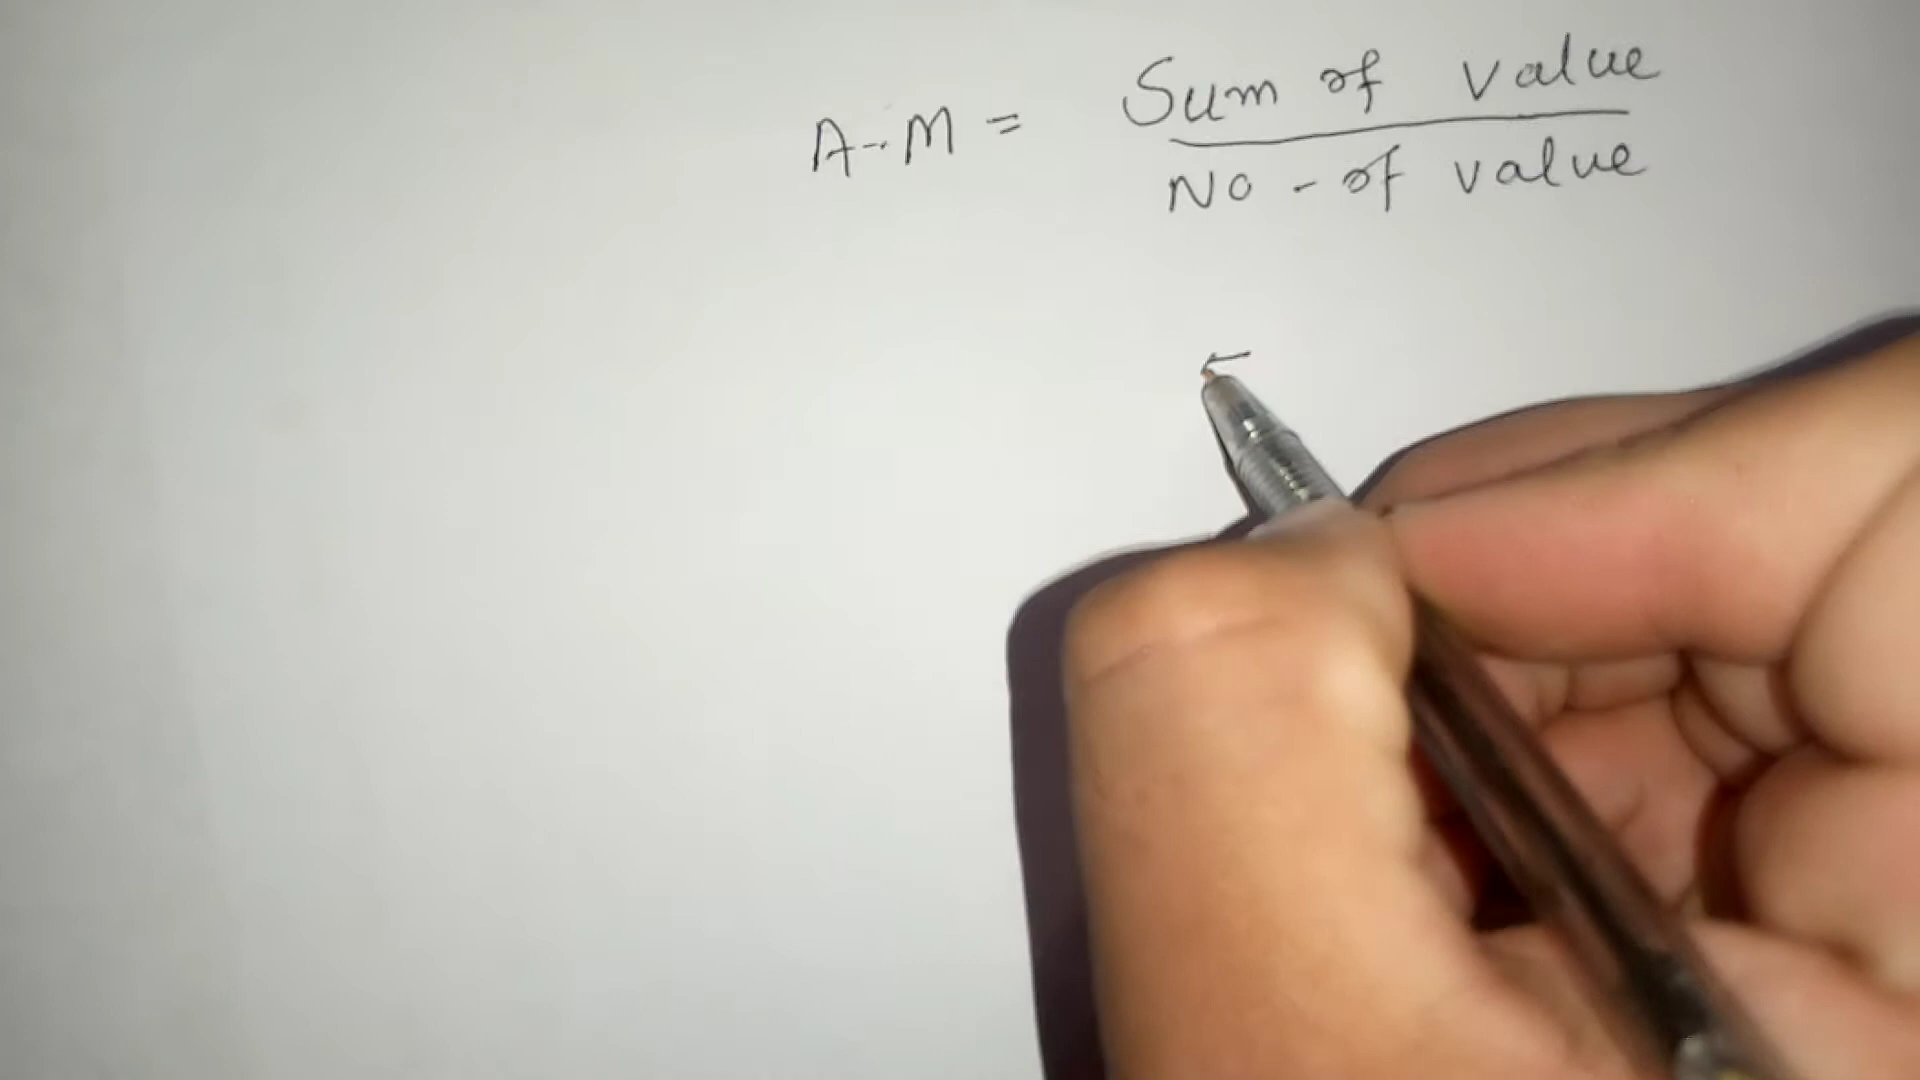 A.M = Sum of value
No - of value